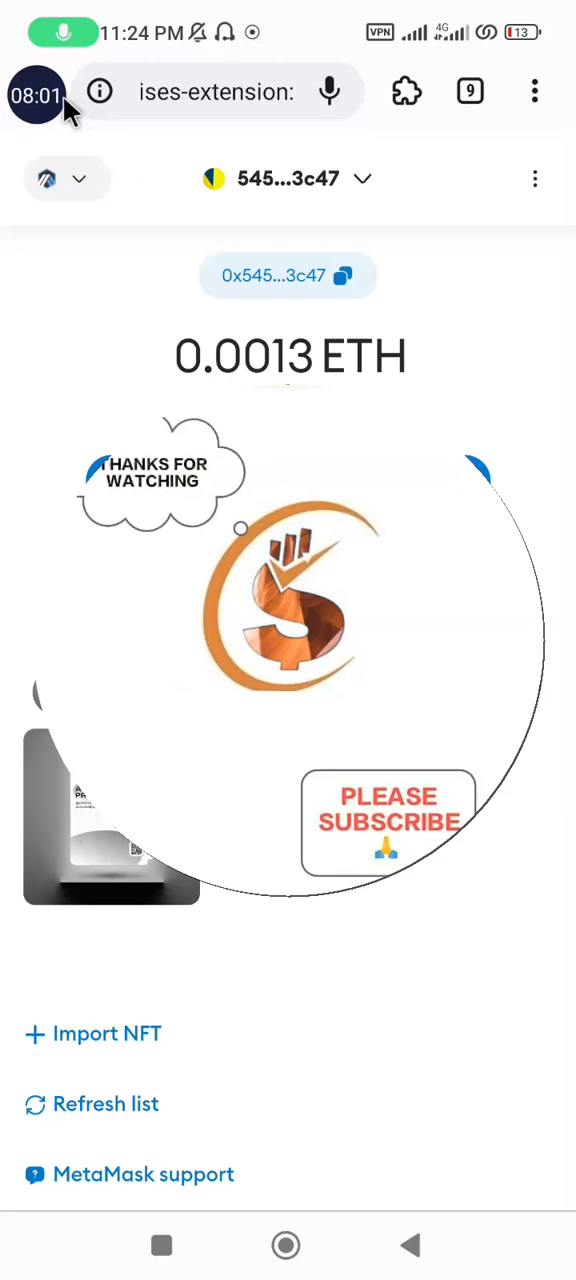 11:24 PM VPN 4G 13
08:01 ises-extension: 9
545...3c47
0x545...3c47
0.0013 ETH
THANKS FOR
WATCHING
PLEASE
SUBSCRIBE
Import NFT
Refresh list
MetaMask support